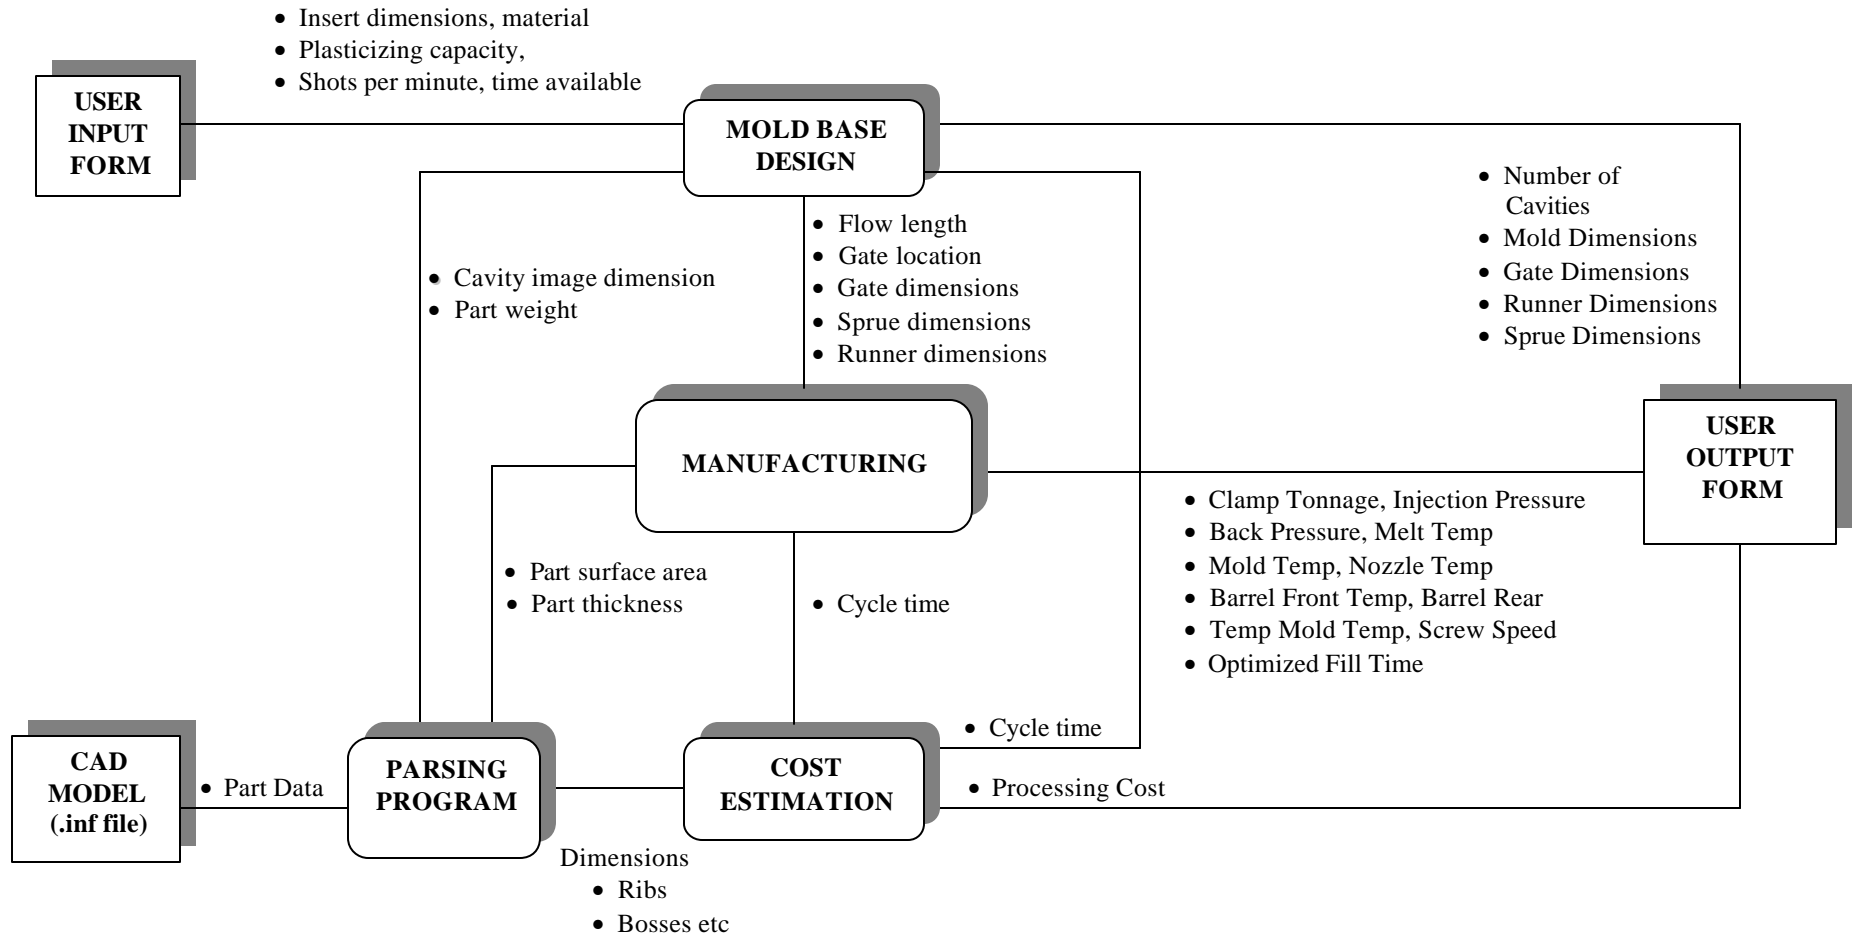 • Insert dimensions, material
• Plasticizing capacity,
• Shots per minute, time available
USER
INPUT
FORM
MOLD BASE
DESIGN
• Number of
Cavities
• Mold Dimensions
• Gate Dimensions
• Runner Dimensions
• Sprue Dimensions
• Flow length
• Gate location
• Gate dimensions
• Sprue dimensions
• Runner dimensions
• Cavity image dimension
• Part weight
MANUFACTURING
USER
OUTPUT
FORM
• Clamp Tonnage, Injection Pressure
• Back Pressure, Melt Temp
• Mold Temp, Nozzle Temp
• Barrel Front Temp, Barrel Rear
• Temp Mold Temp, Screw Speed
• Optimized Fill Time
• Part surface area
• Part thickness
• Cycle time
• Cycle time
CAD
MODEL
(.inf file)
• Part Data
PARSING
PROGRAM
COST
ESTIMATION
• Processing Cost
Dimensions
• Ribs
• Bosses etc